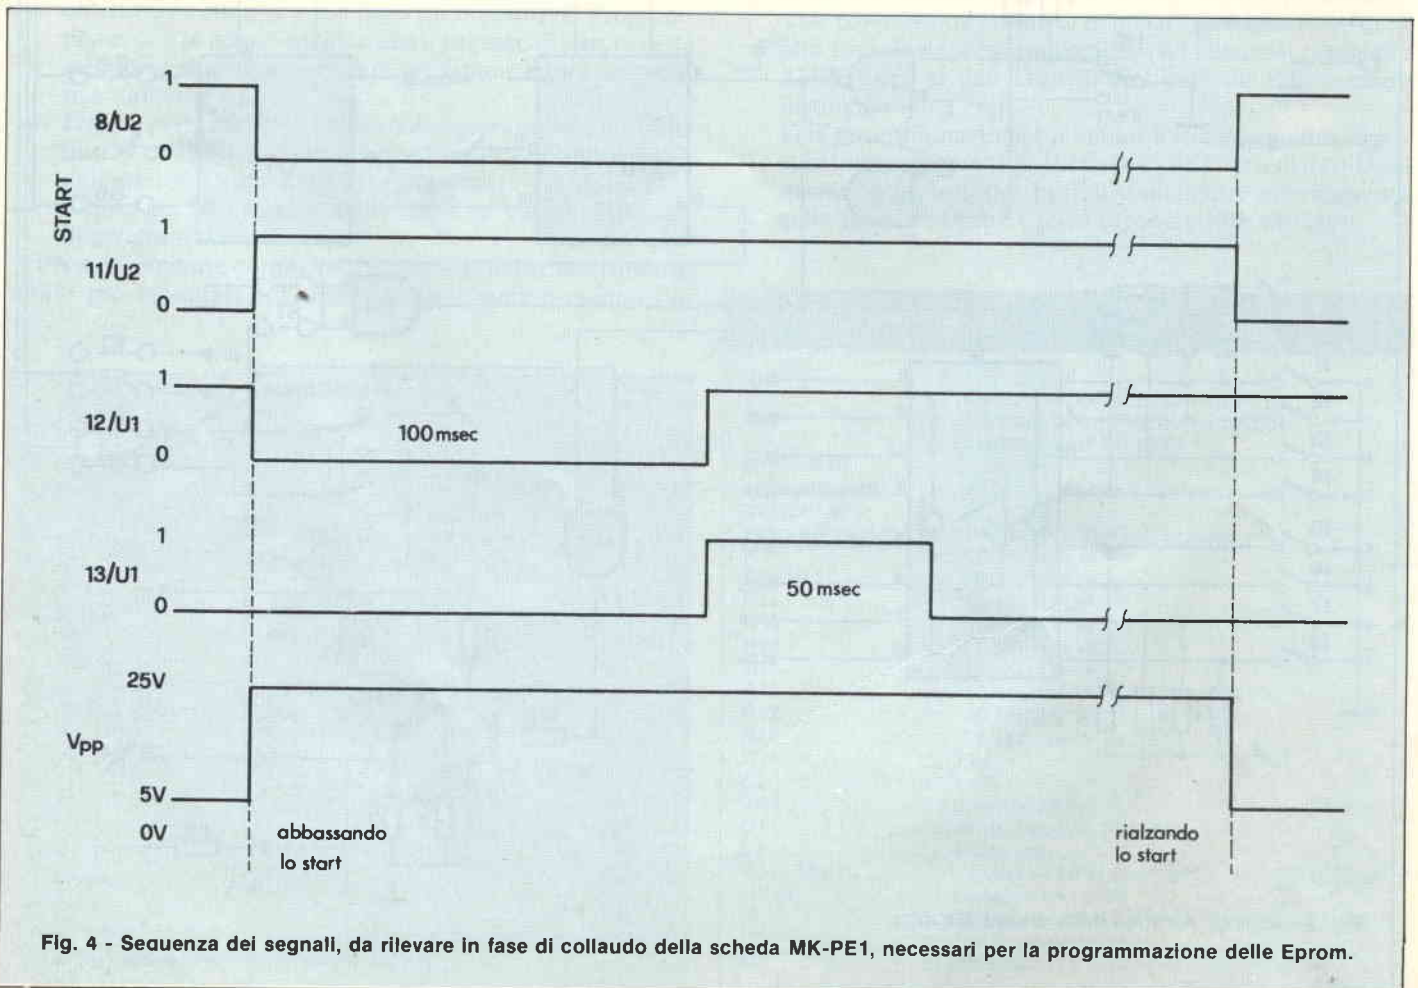 1
8/U2
0
START
1
11/U2
0
1
12/U1
100 msec
0
1
13/U1
50 msec
0
25V
Vpp
5V
0V
abbassando
lo start
rialzando
lo start
Fig. 4 - Sequenza dei segnali, da rilevare in fase di collaudo della scheda MK-PE1, necessari per la programmazione delle Eprom.